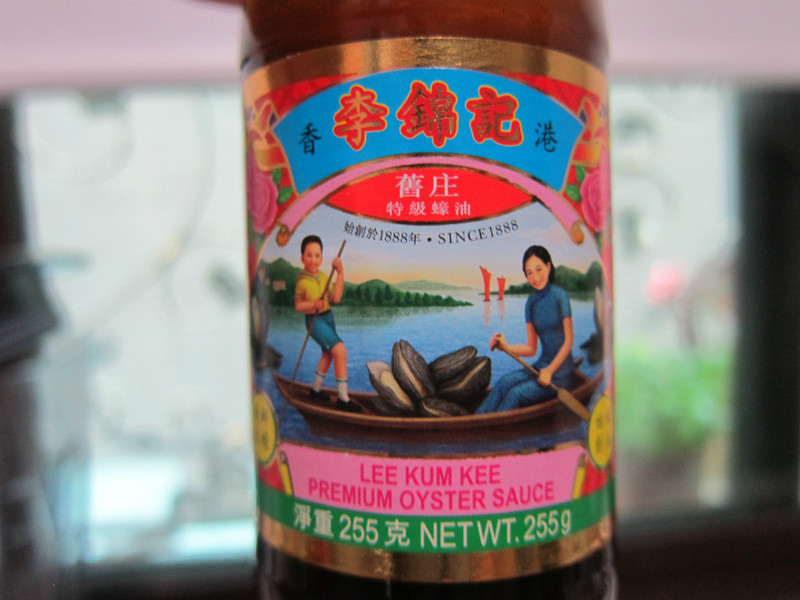 香 李錦記 港
舊庄
特級蠔油
始創於1888年・SINCE1888
LEE KUM KEE
PREMIUM OYSTER SAUCE
淨重 255 克 NET WT. 255g